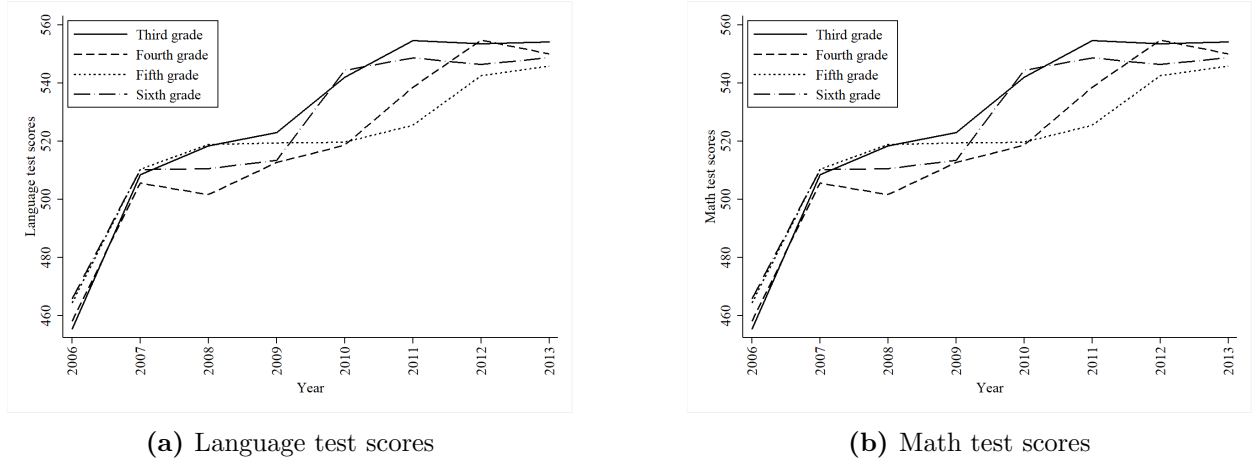 Language test scores
560
540
520
500
480
460
Third grade
Fourth grade
Fifth grade
Sixth grade
2006 2007 2008 2009 2010 2011 2012 2013
Year
(a) Language test scores
Math test scores
560
540
520
500
480
460
Third grade
Fourth grade
Fifth grade
Sixth grade
2006 2007 2008 2009 2010 2011 2012 2013
Year
(b) Math test scores